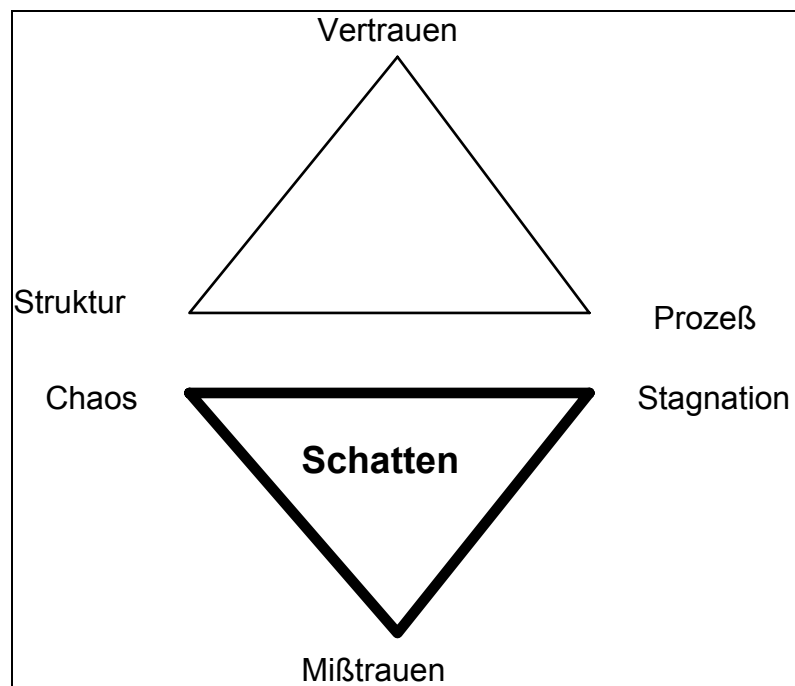 Vertrauen
Struktur
Prozeß
Chaos
Stagnation
Schatten
Mißtrauen